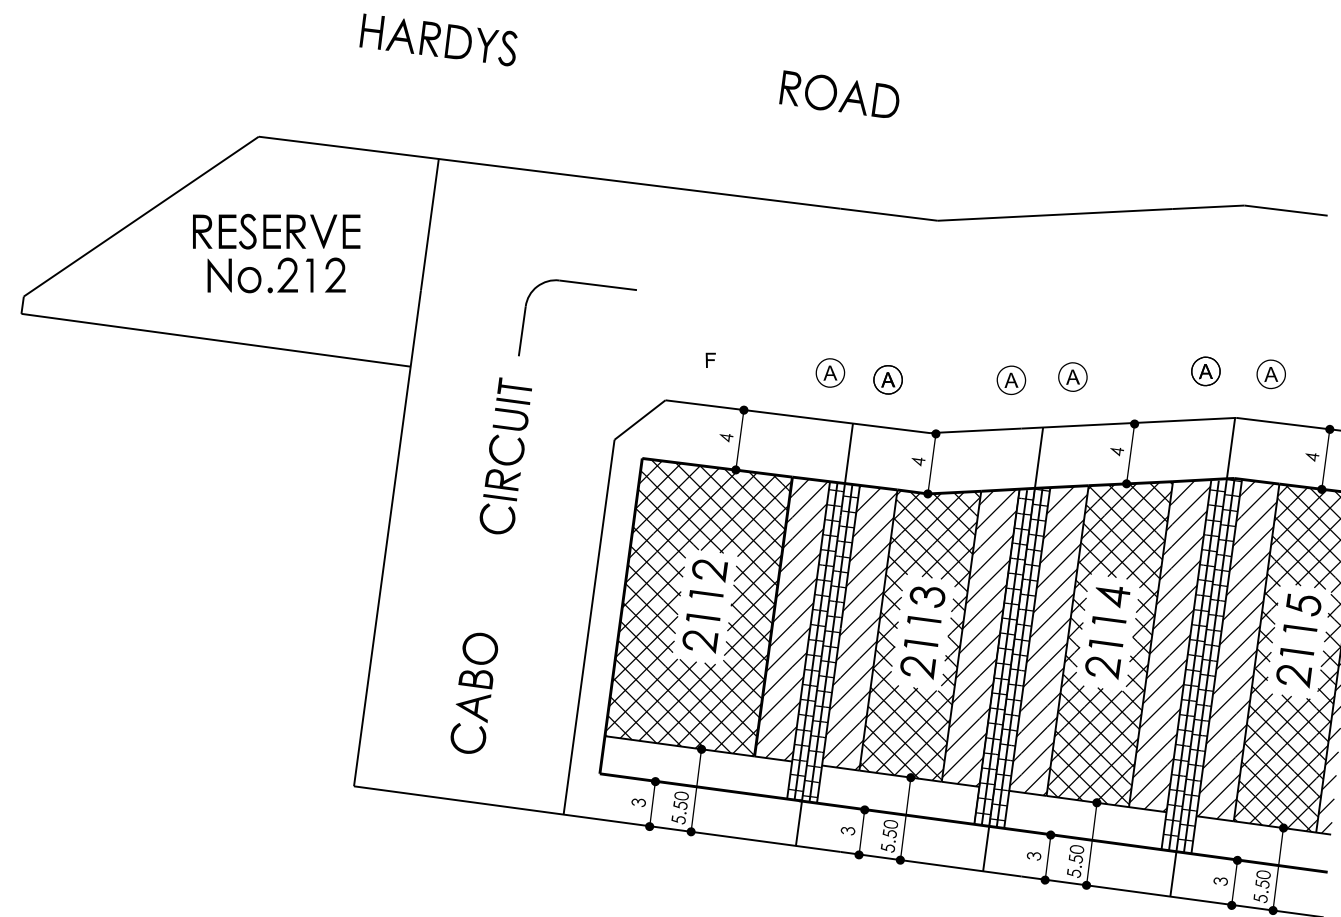 HARDYS ROAD
RESERVE
No.212
CABO CIRCUIT
F A A A A A A
4 4 4 4
2112 2113 2114 2115
3 5.50 3 5.50 3 5.50 3 5.50